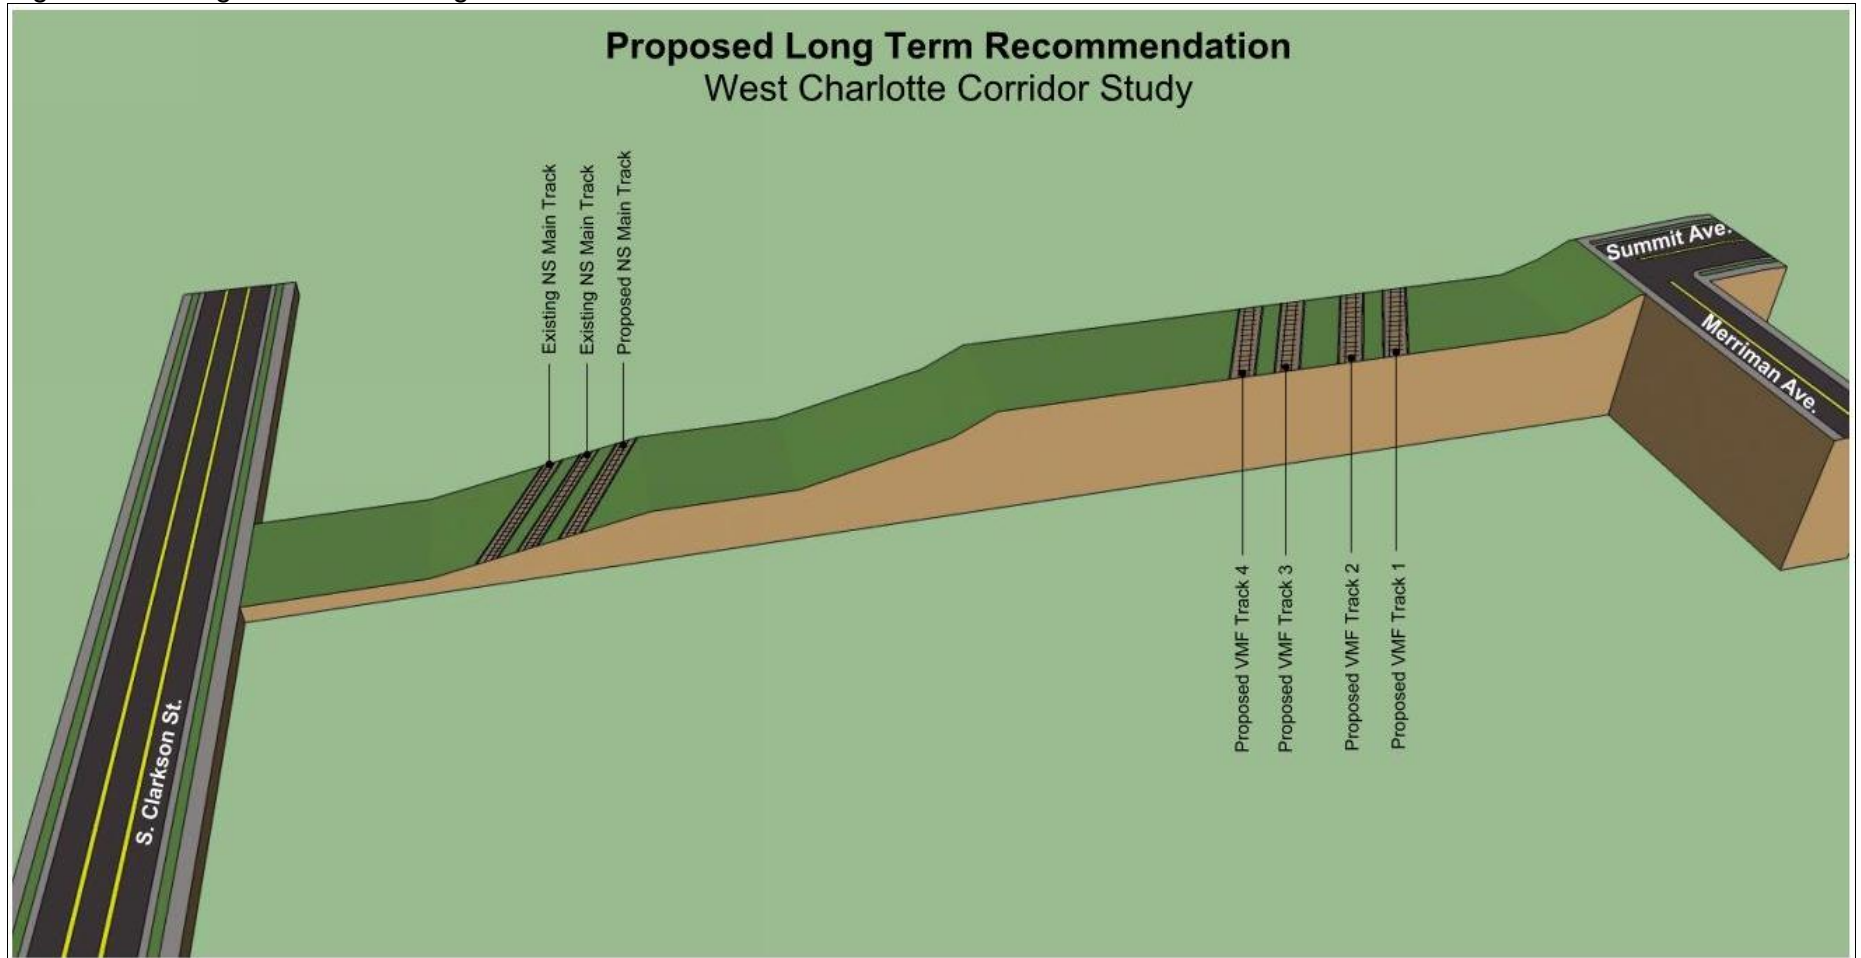 Proposed Long Term Recommendation
West Charlotte Corridor Study
Existing NS Main Track
Existing NS Main Track
Proposed NS Main Track
Summit Ave.
Merriman Ave.
Proposed VMF Track 4
Proposed VMF Track 3
Proposed VMF Track 2
Proposed VMF Track 1
S. Clarkson St.